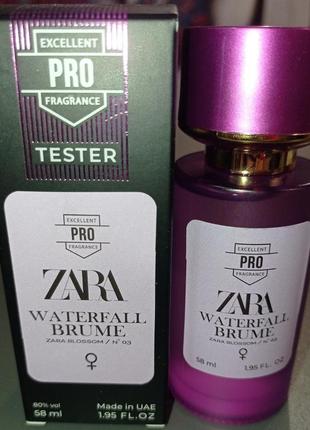 EXCELLENT
PRO
FRAGRANCE
TESTER
EXCELLENT
PRO
FRAGRANCE
ZARA
WATERFALL
BRUME
ZARA BLOSSOM / N° 03
♀
80% vol
58 ml
Made in UAE
1.95 FL.OZ
EXCELLENT
PRO
FRAGRANCE
ZARA
WATERFALL
BRUME
ZARA BLOSSOM / N° 03
♀
58 ml
1.95 FL. OZ